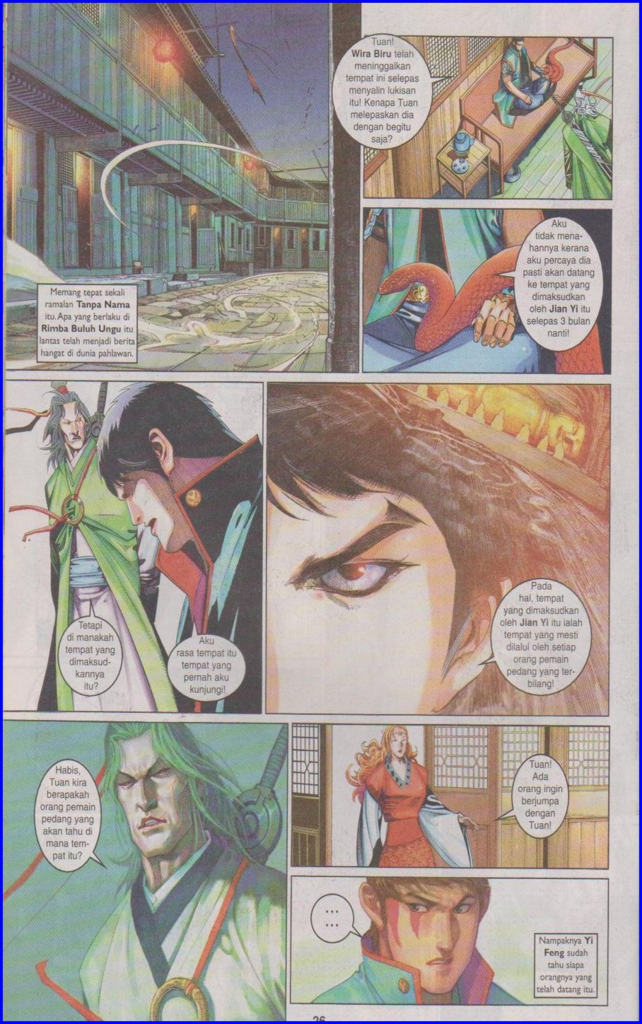 Tuan!
Wira Biru telah
meninggalkan
tempat ini selepas
menyalin lukisan
itu! Kenapa Tuan
melepaskan dia
dengan begitu
saja?
Memang tepat sekali
ramalan Tanpa Nama
itu. Apa yang berlaku di
Rimba Buluh Ungu itu
lantas telah menjadi berita
hangat di dunia pahlawan.
Aku
tidak mena-
hannya kerana
aku percaya dia
pasti akan datang
ke tempat yang
dimaksudkan
oleh Jian Yi itu
selepas 3 bulan
nanti!
Tetapi
di manakah
tempat yang
dimaksud-
kannya
itu?
Aku
rasa tempat itu
tempat yang
pernah aku
kunjungi!
Pada
hal, tempat
yang dimaksudkan
oleh Jian Yi itu ialah
tempat yang mesti
dilalui oleh setiap
orang pemain
pedang yang ter-
bilang!
Habis,
Tuan kira
berapakah
orang pemain
pedang yang
akan tahu di
mana tem-
pat itu?
Tuan!
Ada
orang ingin
berjumpa
dengan
Tuan!
...
...
Nampaknya Yi
Feng sudah
tahu siapa
orangnya yang
telah datang itu.
26